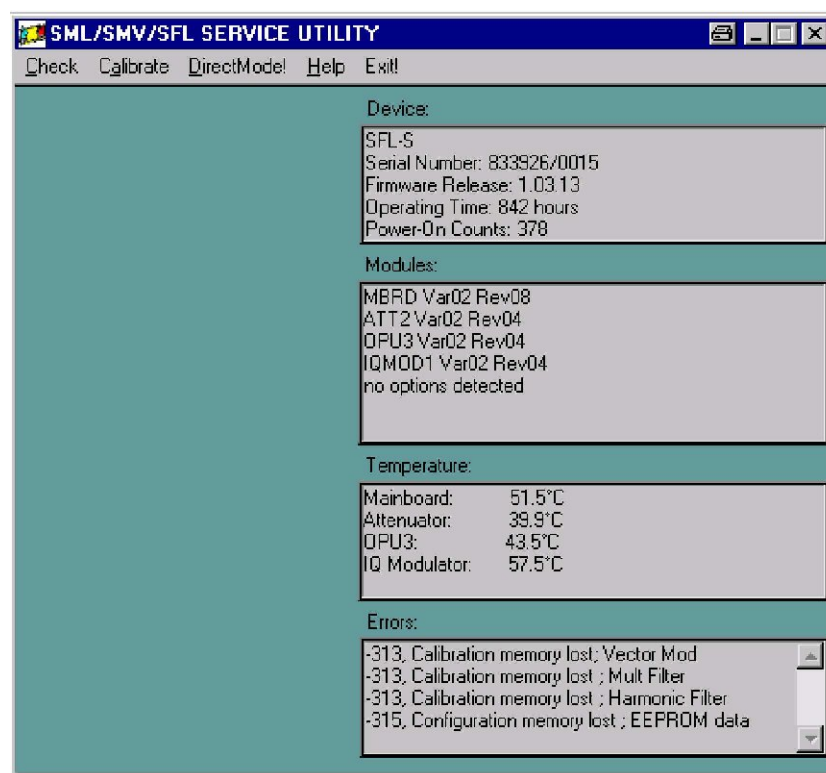 SML/SMV/SFL SERVICE UTILITY
Check Calibrate DirectMode! Help Exit!
Device:
SFL-S
Serial Number: 833926/0015
Firmware Release: 1.03.13
Operating Time: 842 hours
Power-On Counts: 378
Modules:
MBRD Var02 Rev08
ATT2 Var02 Rev04
OPU3 Var02 Rev04
IQMOD1 Var02 Rev04
no options detected
Temperature:
Mainboard: 51.5°C
Attenuator: 39.9°C
OPU3: 43.5°C
IQ Modulator: 57.5°C
Errors:
-313, Calibration memory lost; Vector Mod
-313, Calibration memory lost ; Mult Filter
-313, Calibration memory lost ; Harmonic Filter
-315, Configuration memory lost ; EEPROM data